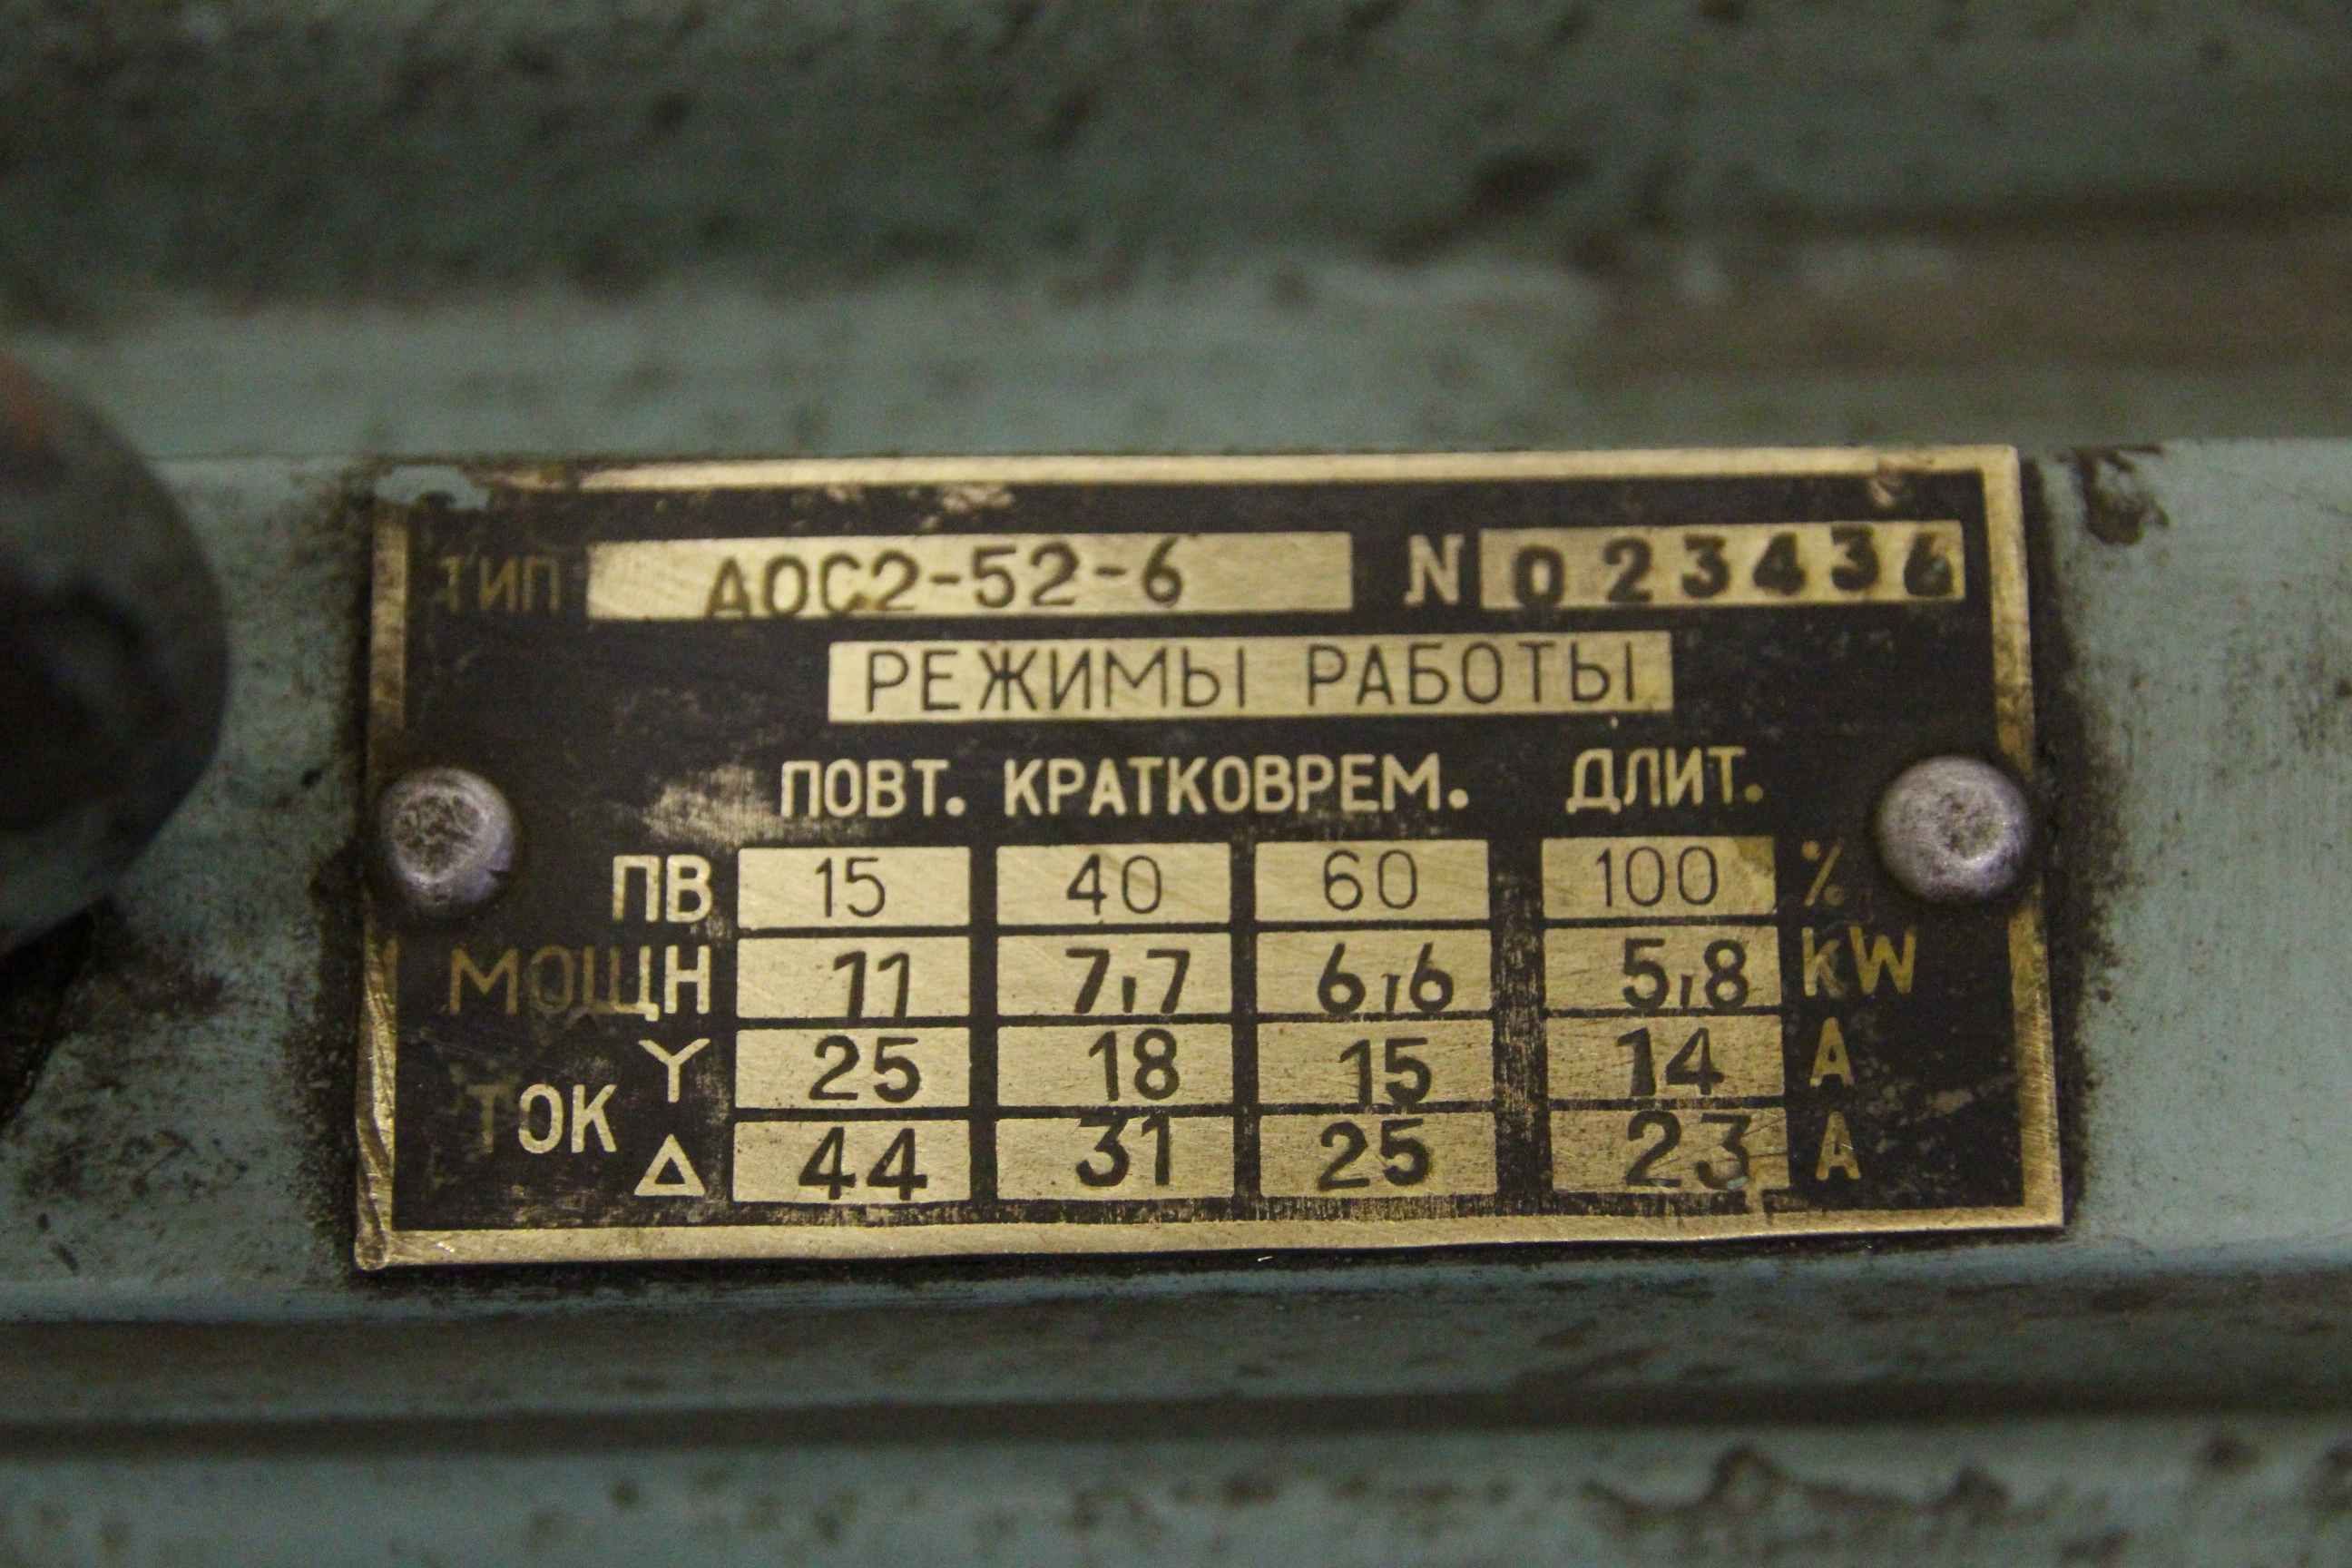 ТИП АОС2-52-6 N 023436
РЕЖИМЫ РАБОТЫ
ПОВТ. КРАТКОВРЕМ. ДЛИТ.
ПВ 15 40 60 100 %
МОЩН 11 7,7 6,6 5,8 KW
ТОК Y 25 18 15 14 A
Δ 44 31 25 23 A